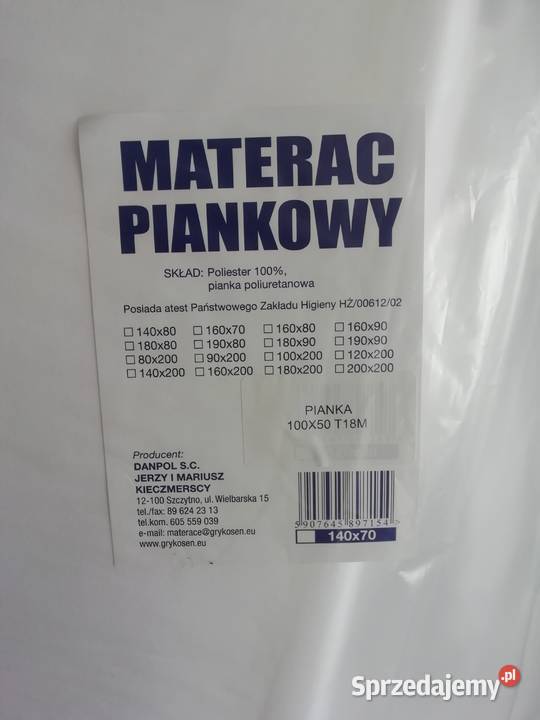 MATERAC
PIANKOWY
SKŁAD: Poliester 100%,
pianka poliuretanowa
Posiada atest Państwowego Zakładu Higieny HŻ/00612/02
140x80 160x70 160x80 160x90
180x80 190x80 180x90 190x90
80x200 90x200 100x200 120x200
140x200 160x200 180x200 200x200
PIANKA
100X50 T18M
Producent:
DANPOL S.C.
JERZY I MARIUSZ
KIECZMERSCY
12-100 Szczytno, ul. Wielbarska 15
tel./fax: 89 624 23 13
tel.kom. 605 559 039
e-mail: materace@grykosen.eu
www.grykosen.eu
5907645897154>
140x70
Sprzedajemy.pl